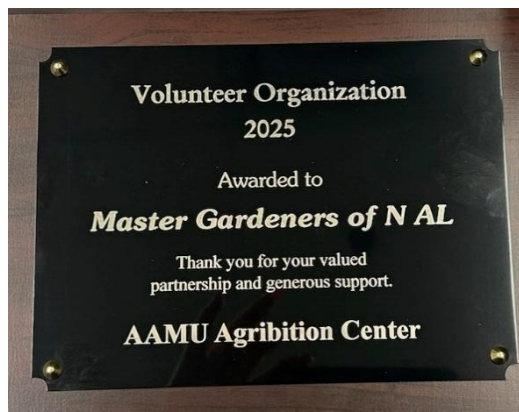 Volunteer Organization
2025
Awarded to
Master Gardeners of N AL
Thank you for your valued
partnership and generous support.
AAMU Agribition Center